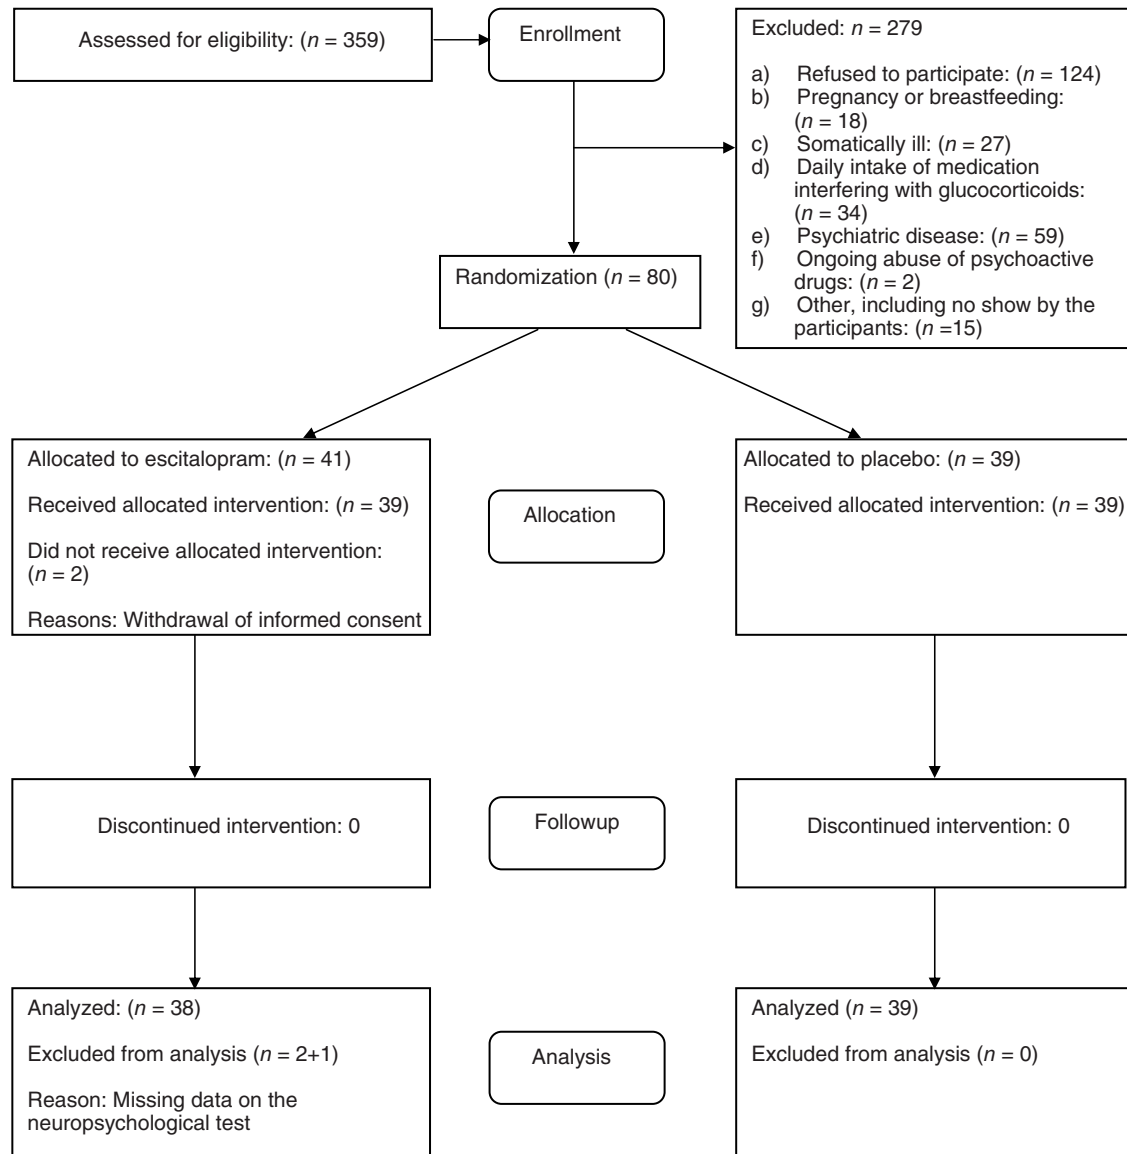 Assessed for eligibility: (n = 359)
Enrollment
Excluded: n = 279
a) Refused to participate: (n = 124)
b) Pregnancy or breastfeeding:
(n = 18)
c) Somatically ill: (n = 27)
d) Daily intake of medication
interfering with glucocorticoids:
(n = 34)
e) Psychiatric disease: (n = 59)
f) Ongoing abuse of psychoactive
drugs: (n = 2)
g) Other, including no show by the
participants: (n =15)
Randomization (n = 80)
Allocated to escitalopram: (n = 41)
Received allocated intervention: (n = 39)
Did not receive allocated intervention:
(n = 2)
Reasons: Withdrawal of informed consent
Allocation
Allocated to placebo: (n = 39)
Received allocated intervention: (n = 39)
Discontinued intervention: 0
Followup
Discontinued intervention: 0
Analyzed: (n = 38)
Excluded from analysis (n = 2+1)
Reason: Missing data on the
neuropsychological test
Analysis
Analyzed (n = 39)
Excluded from analysis (n = 0)